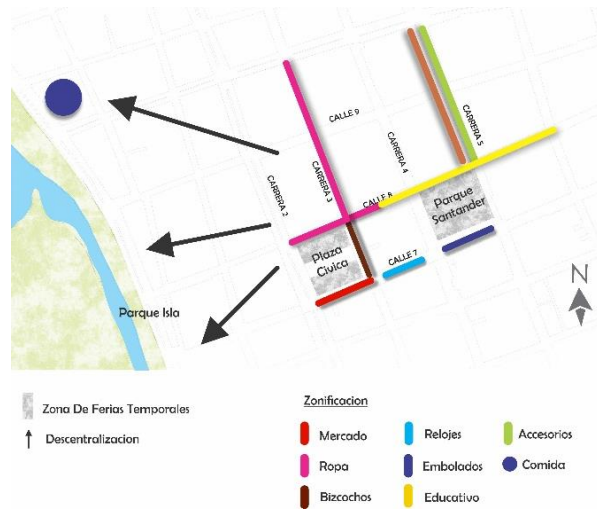 CALLE 9
CARRERA 5
CARRERA 4
CARRERA 3
CARRERA 2
CALLE 8
Parque
Santander
Plaza
Civica
CALLE 7
N
Parque Isla
Zona De Ferias Temporales
Descentralizacion
Zonificacion
Mercado
Relojes
Accesorios
Ropa
Embolados
Comida
Bizcochos
Educativo